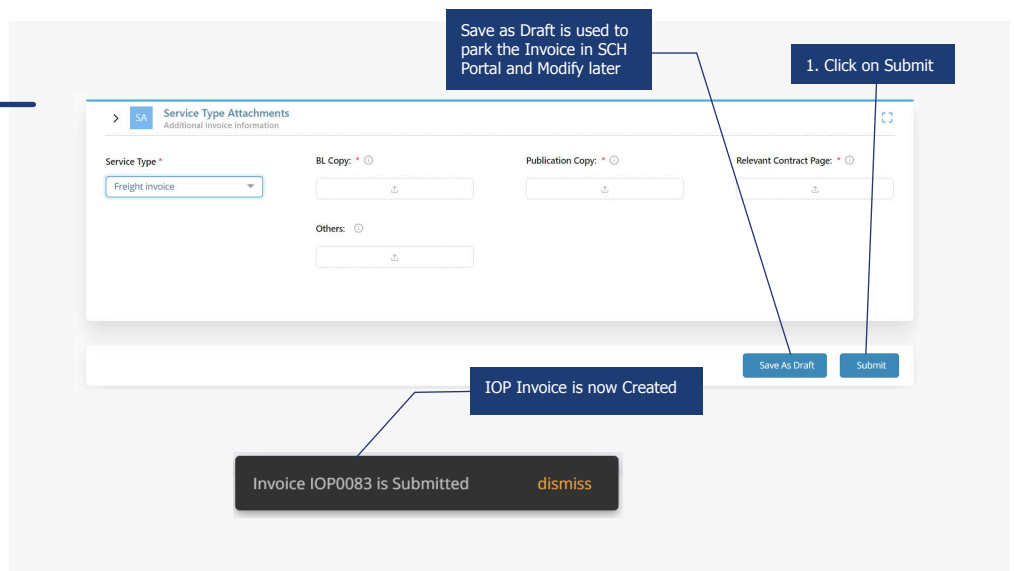 Save as Draft is used to
park the Invoice in SCH
Portal and Modify later
1. Click on Submit
SA
Service Type Attachments
Additional invoice information
Service Type *
BL Copy: *
Publication Copy: *
Relevant Contract Page: *
Freight invoice
Others:
Save As Draft
Submit
IOP Invoice is now Created
Invoice IOP0083 is Submitted
dismiss